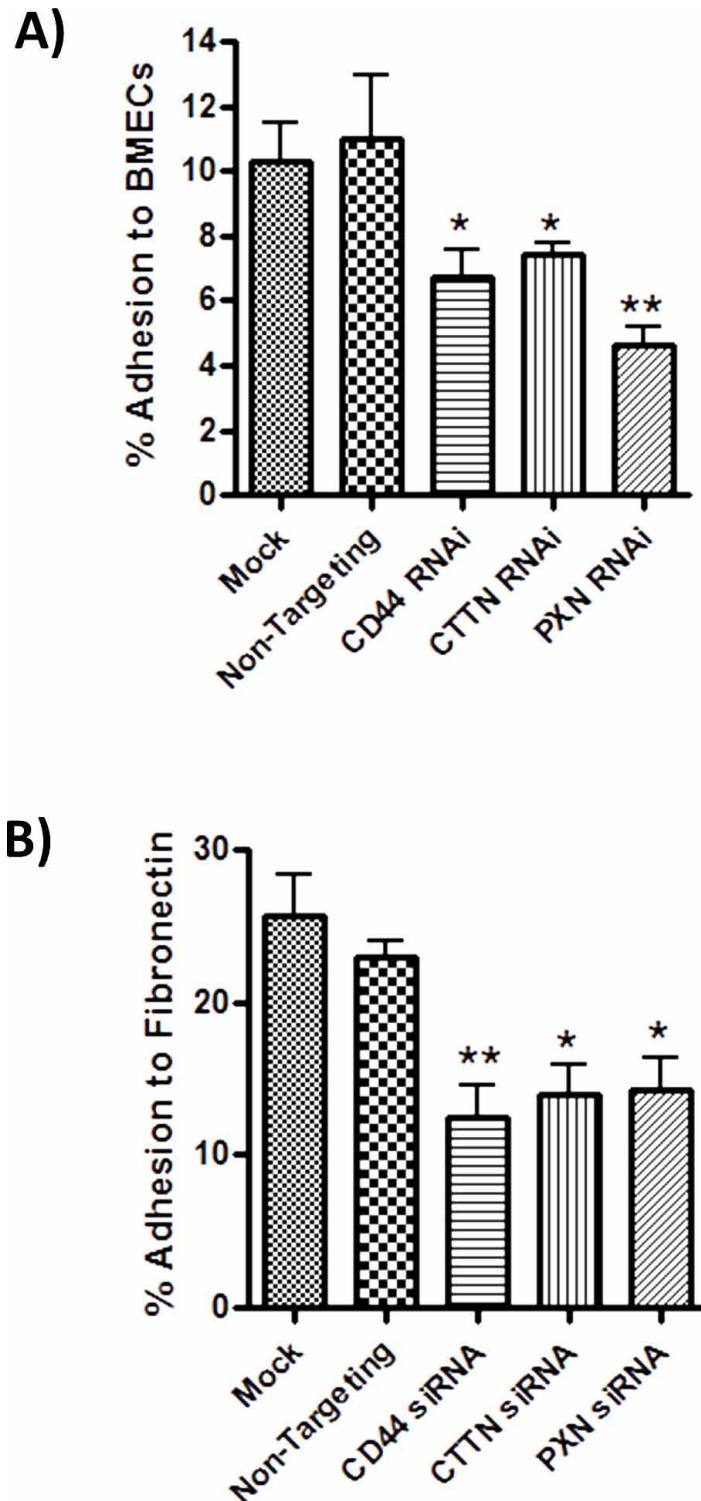 A)
% Adhesion to BMECs
14
12
10
8
6
4
2
0
*
*
**
Mock
Non-Targeting
CD44 RNAi
CTTN RNAi
PXN RNAi
B)
% Adhesion to Fibronectin
30
20
10
0
**
*
*
Mock
Non-Targeting
CD44 siRNA
CTTN siRNA
PXN siRNA